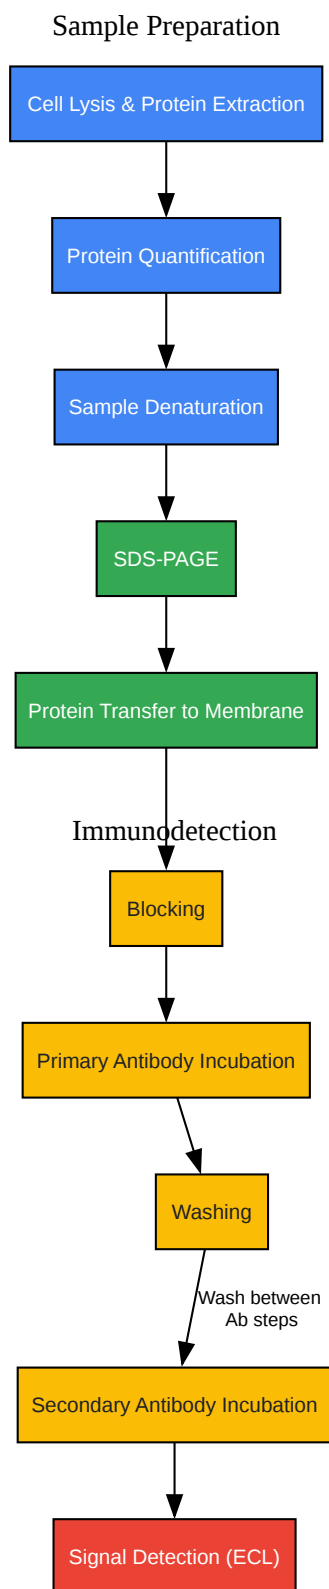 Sample Preparation
Cell Lysis & Protein Extraction
Protein Quantification
Sample Denaturation
SDS-PAGE
Protein Transfer to Membrane
Immunodetection
Blocking
Primary Antibody Incubation
Washing
Wash between
Ab steps
Secondary Antibody Incubation
Signal Detection (ECL)